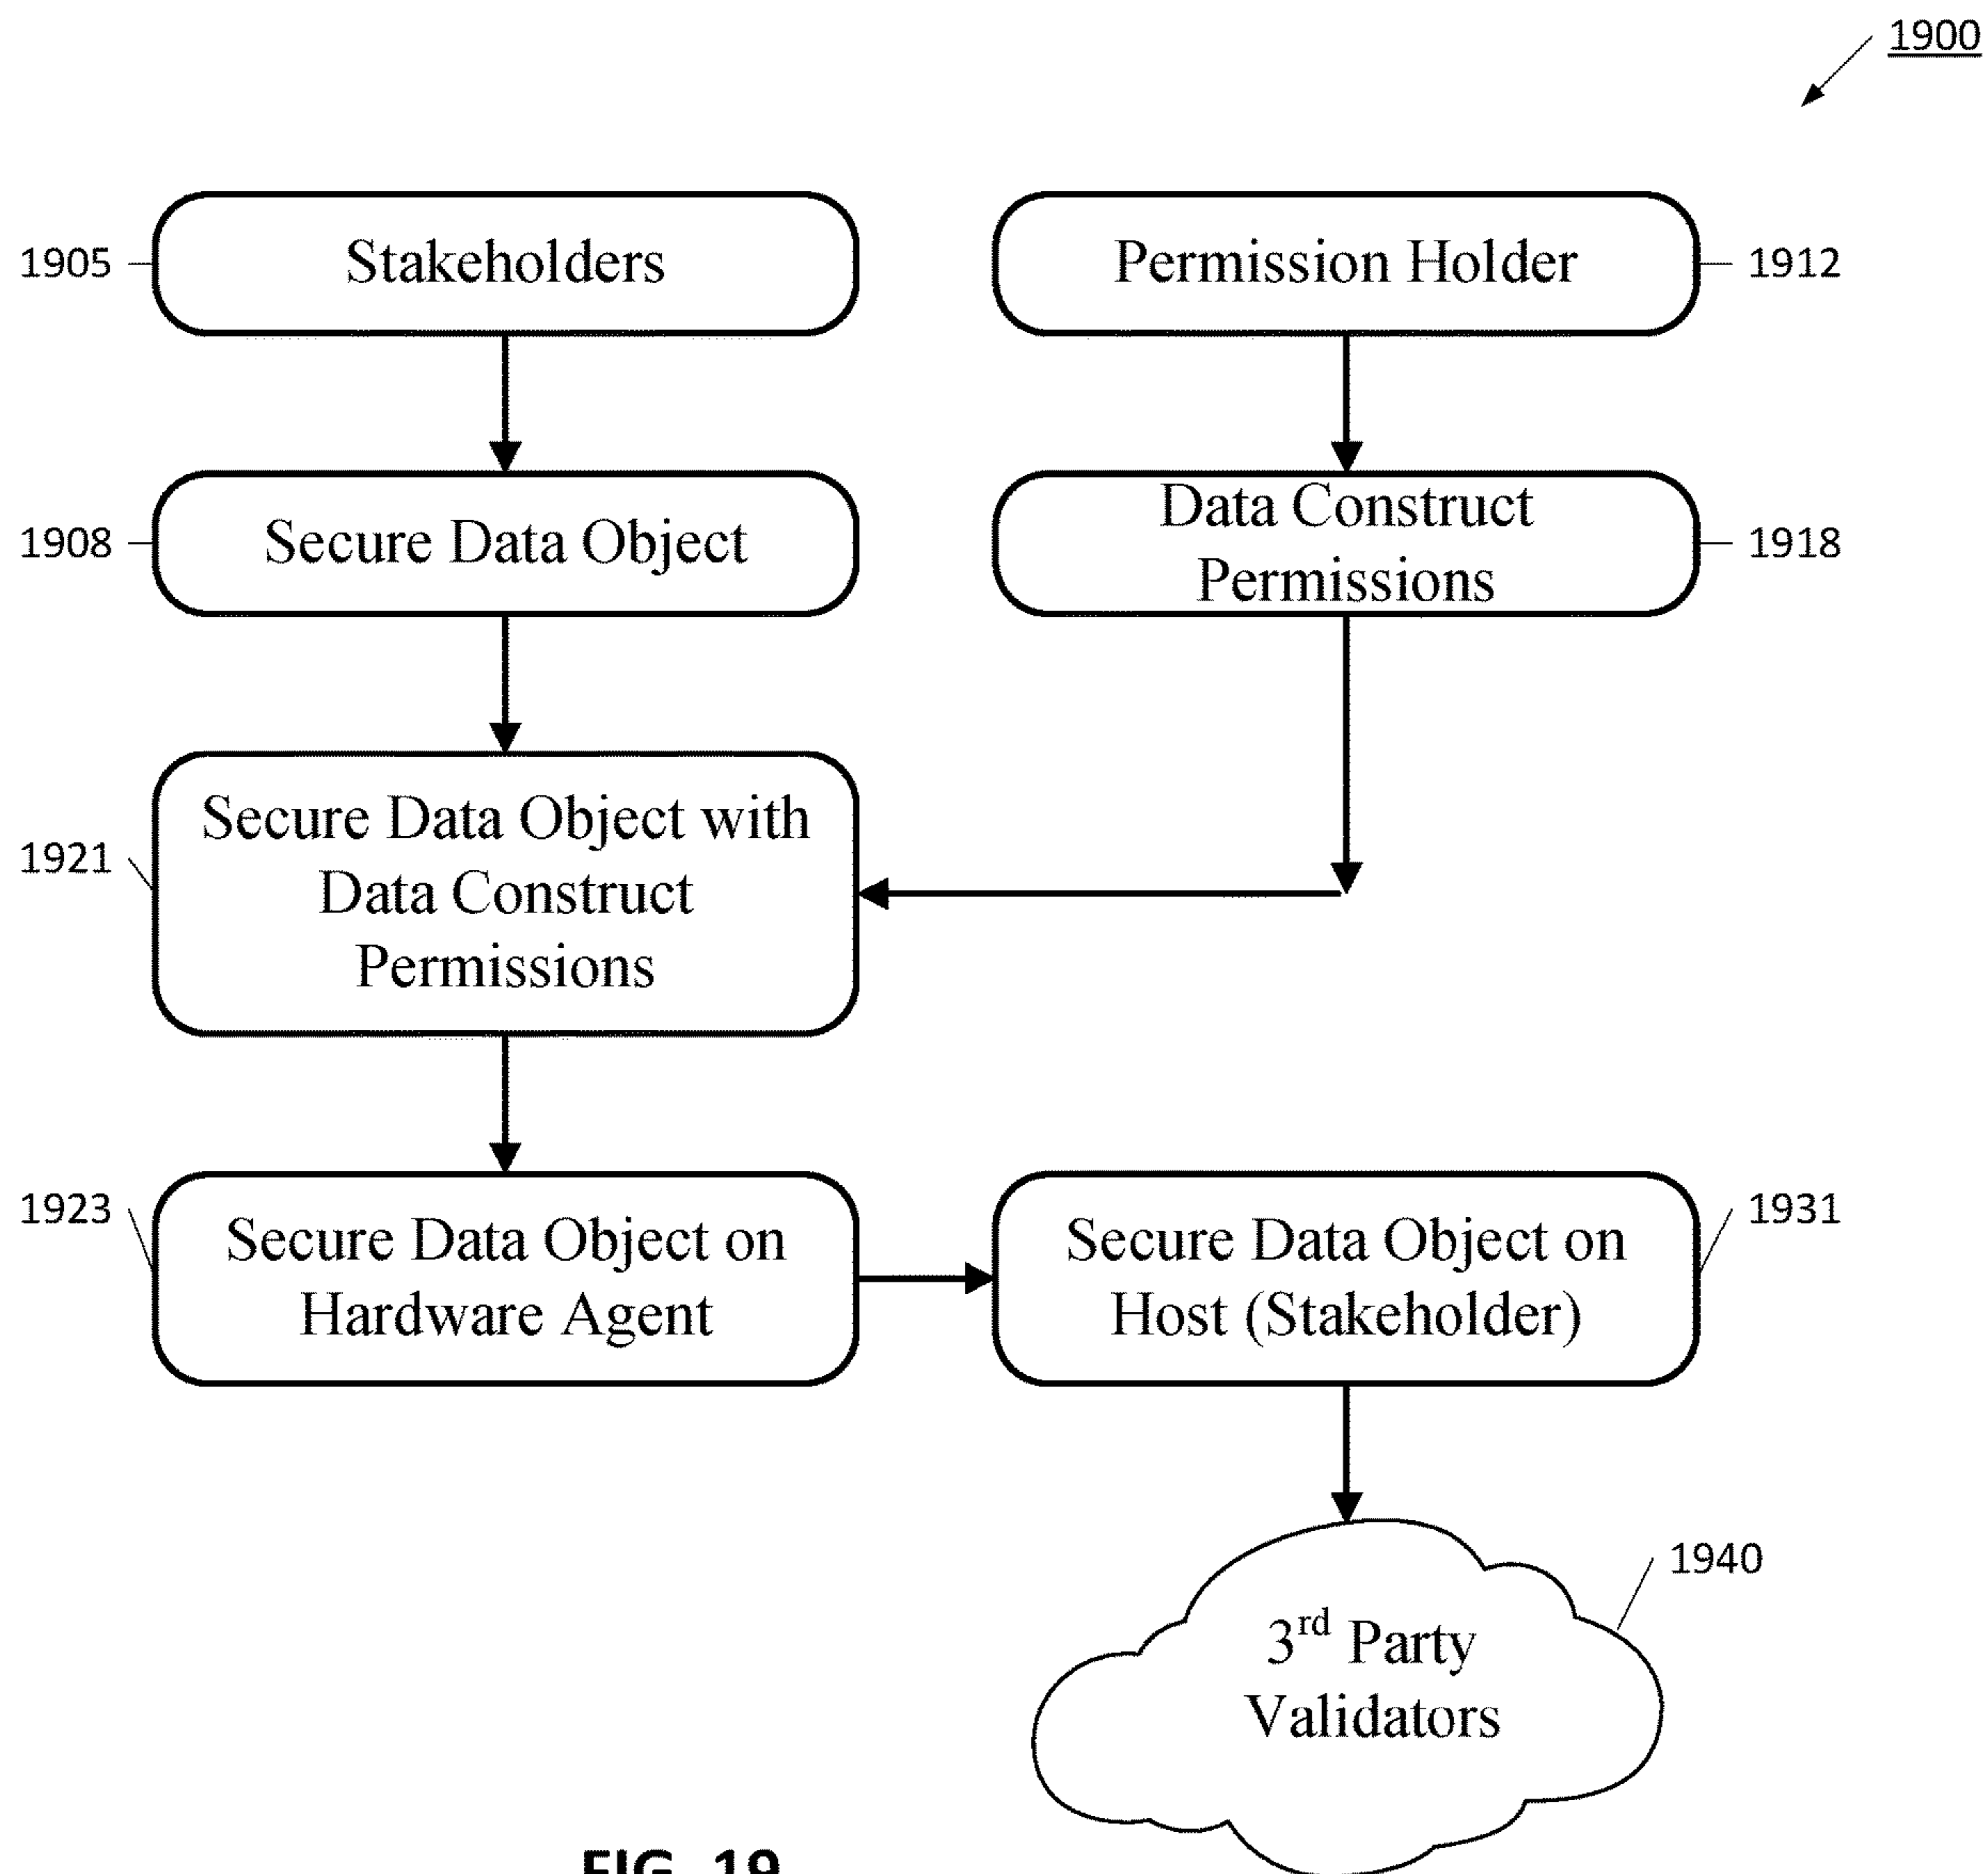 1900
Stakeholders
1905
Permission Holder
1912
Secure Data Object
1908
Data Construct
Permissions
1918
Secure Data Object with
Data Construct
Permissions
1921
Secure Data Object on
Hardware Agent
1923
Secure Data Object on
Host (Stakeholder)
1931
3rd Party
Validators
1940
FIG. 19